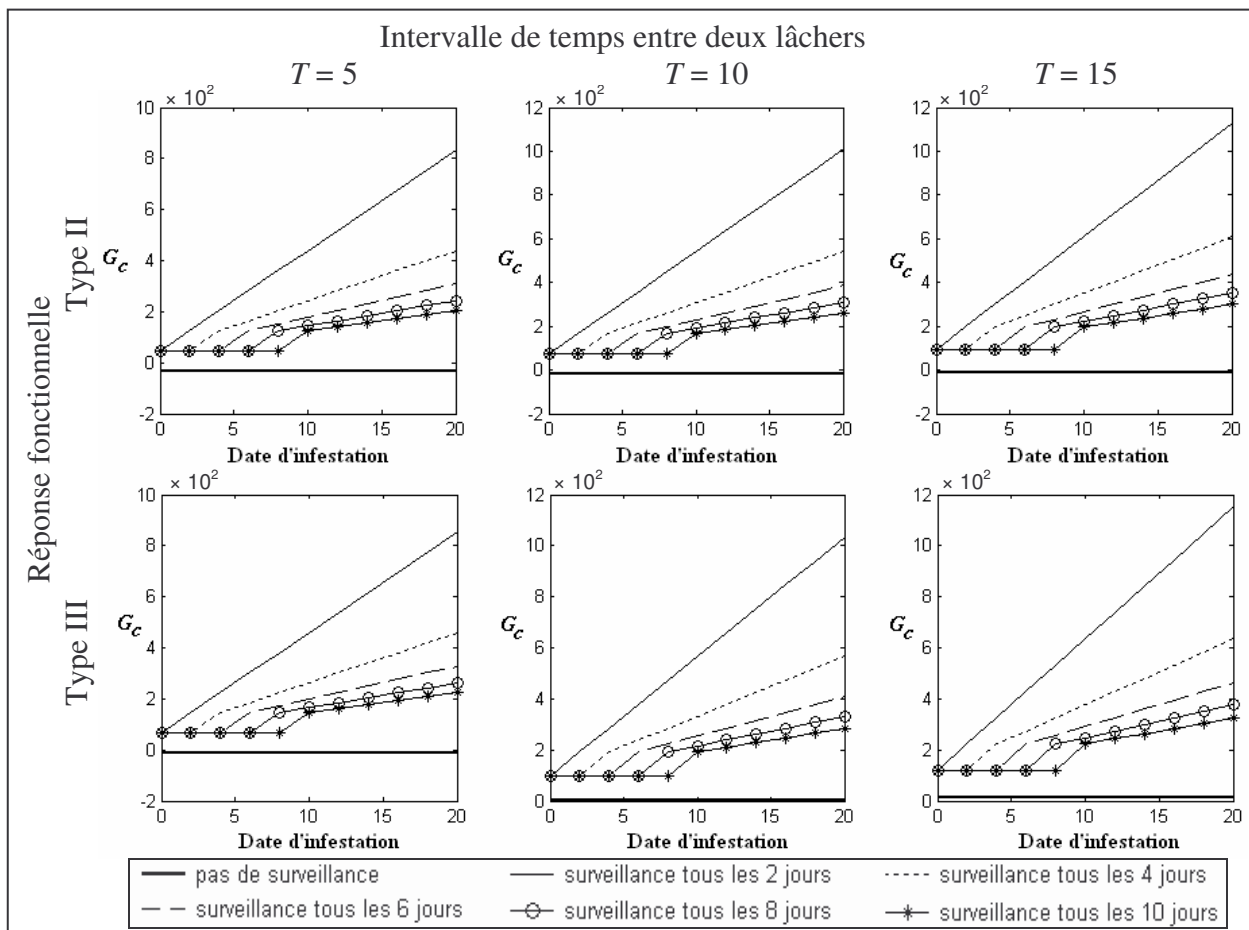 Intervalle de temps entre deux lâchers
T = 5 T = 10 T = 15
Réponse fonctionnelle
Type II
× 10²
10
8
6
4
2
0
-2
G_c
0 5 10 15 20
Date d'infestation
× 10²
12
10
8
6
4
2
0
-2
G_c
0 5 10 15 20
Date d'infestation
× 10²
12
10
8
6
4
2
0
-2
G_c
0 5 10 15 20
Date d'infestation
Type III
× 10²
10
8
6
4
2
0
-2
G_c
0 5 10 15 20
Date d'infestation
× 10²
12
10
8
6
4
2
0
G_c
0 5 10 15 20
Date d'infestation
× 10²
12
10
8
6
4
2
0
G_c
0 5 10 15 20
Date d'infestation
pas de surveillance surveillance tous les 2 jours surveillance tous les 4 jours
surveillance tous les 6 jours surveillance tous les 8 jours surveillance tous les 10 jours